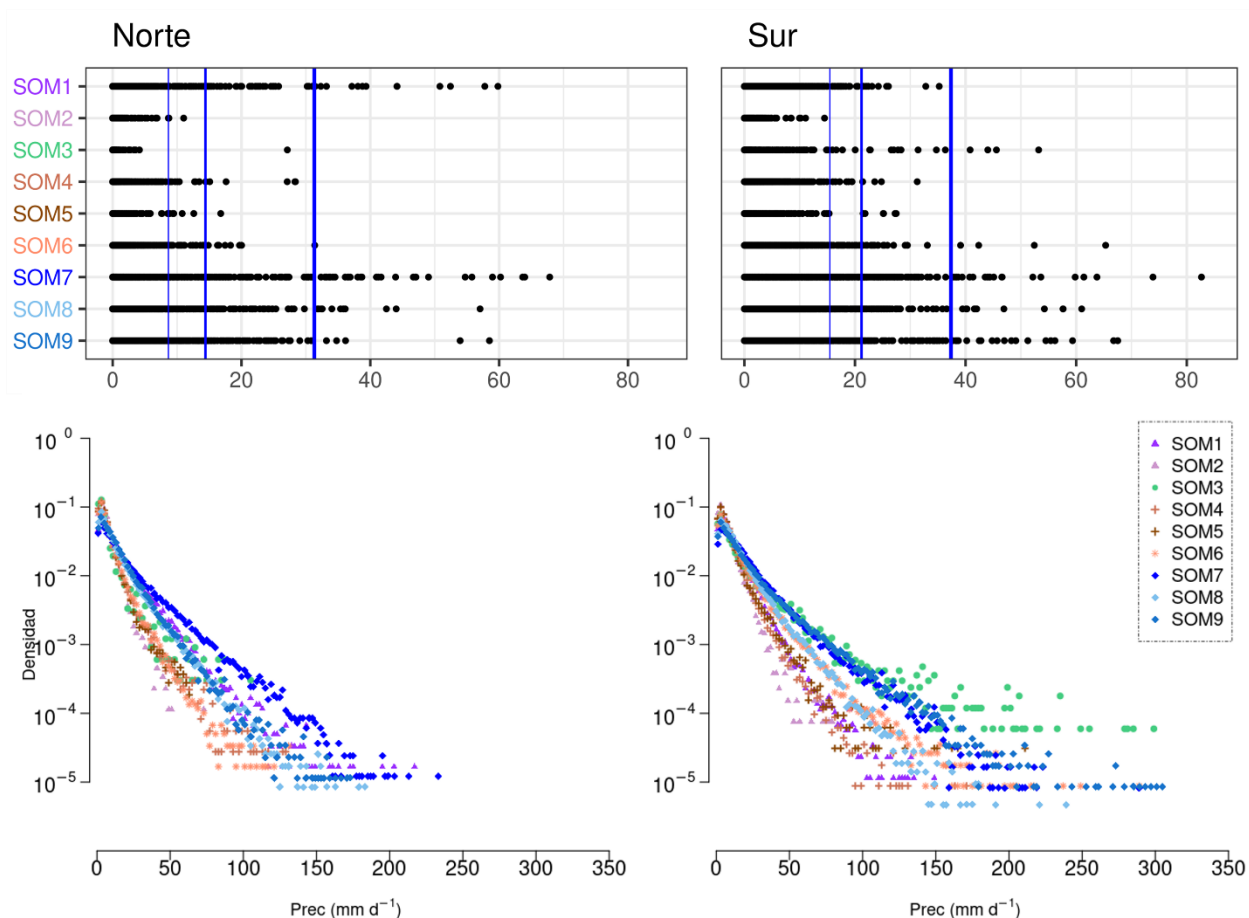 Norte
Sur
SOM1
SOM2
SOM3
SOM4
SOM5
SOM6
SOM7
SOM8
SOM9
0 20 40 60 80
0 20 40 60 80
10^0
10^-1
10^-2
10^-3
10^-4
10^-5
Densidad
0 50 100 150 200 250 300 350
Prec (mm d^-1)
10^0
10^-1
10^-2
10^-3
10^-4
10^-5
0 50 100 150 200 250 300 350
Prec (mm d^-1)
SOM1
SOM2
SOM3
SOM4
SOM5
SOM6
SOM7
SOM8
SOM9